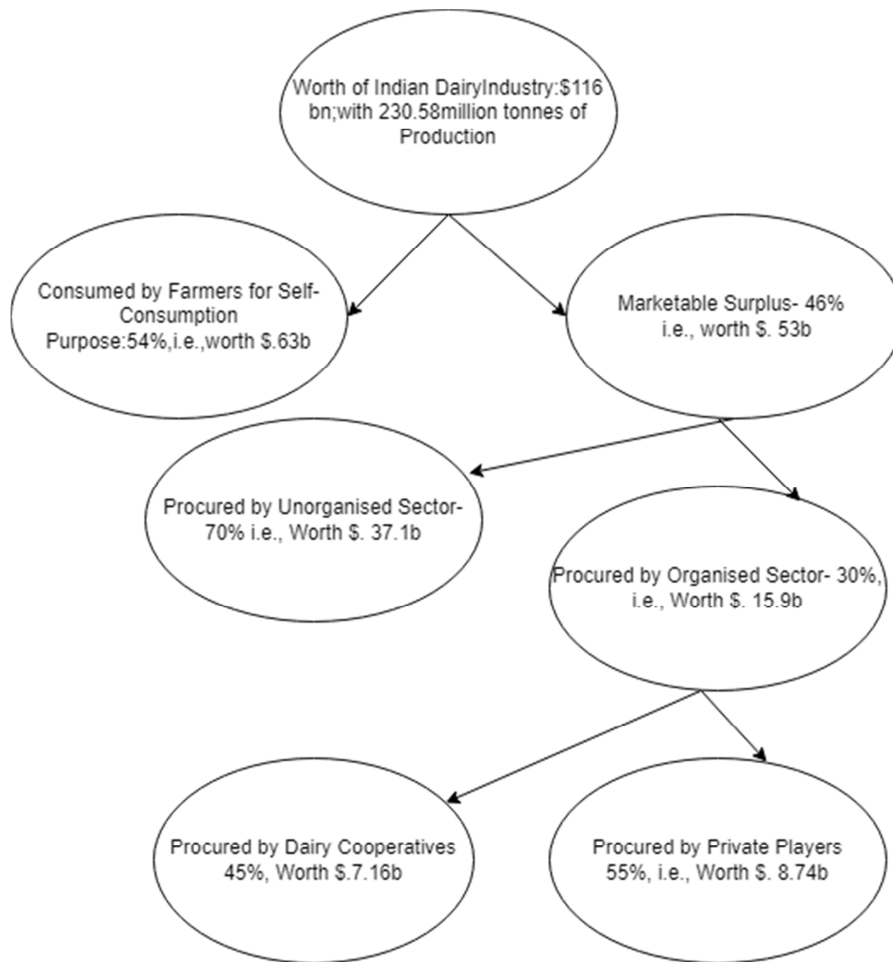 Worth of Indian DairyIndustry:$116
bn;with 230.58million tonnes of
Production
Consumed by Farmers for Self-
Consumption
Purpose:54%,i.e.,worth $.63b
Marketable Surplus- 46%
i.e., worth $. 53b
Procured by Unorganised Sector-
70% i.e., Worth $. 37.1b
Procured by Organised Sector- 30%,
i.e., Worth $. 15.9b
Procured by Dairy Cooperatives
45%, Worth $.7.16b
Procured by Private Players
55%, i.e., Worth $. 8.74b